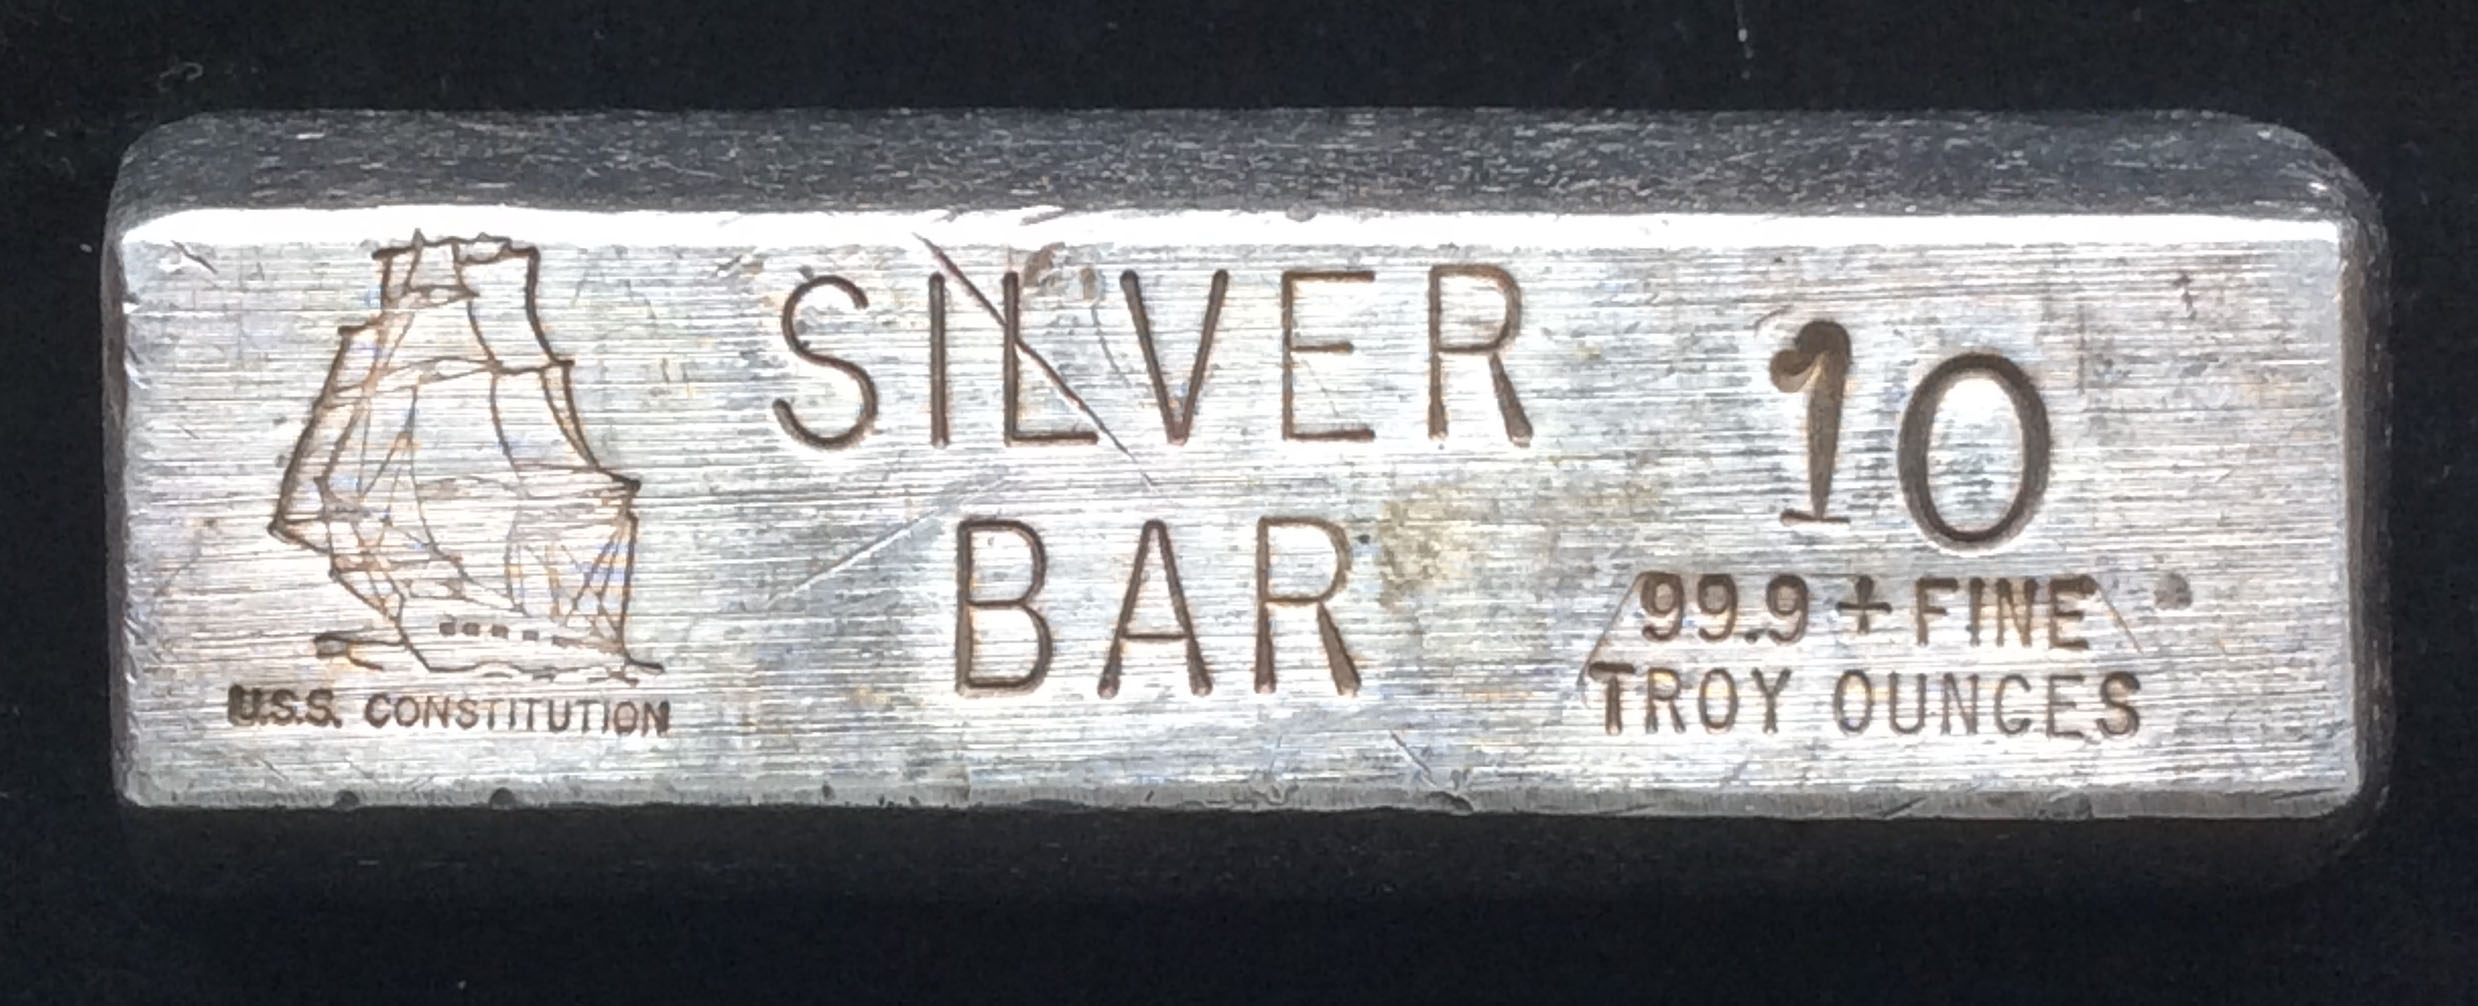 SILVER
BAR
10
99.9 + FINE
TROY OUNCES
U.S.S. CONSTITUTION